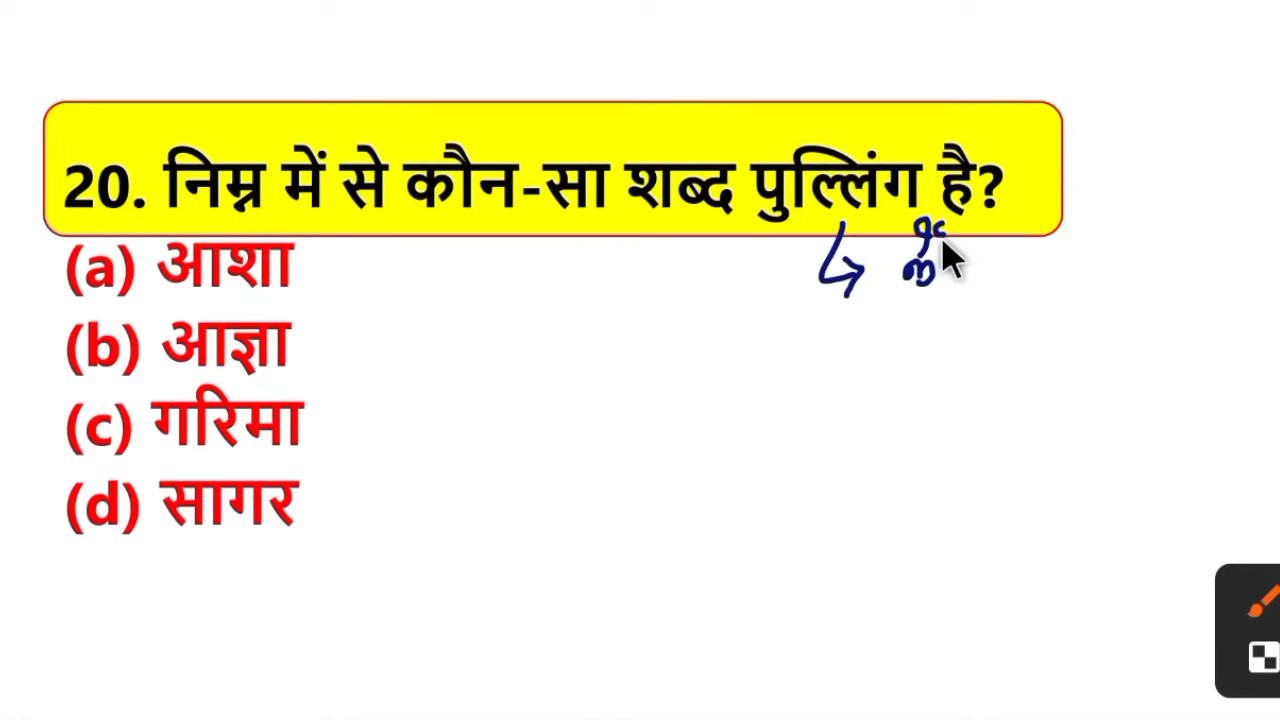 20. निम्न में से कौन-सा शब्द पुल्लिंग है?
(a) आशा
(b) आज्ञा
(c) गरिमा
(d) सागर